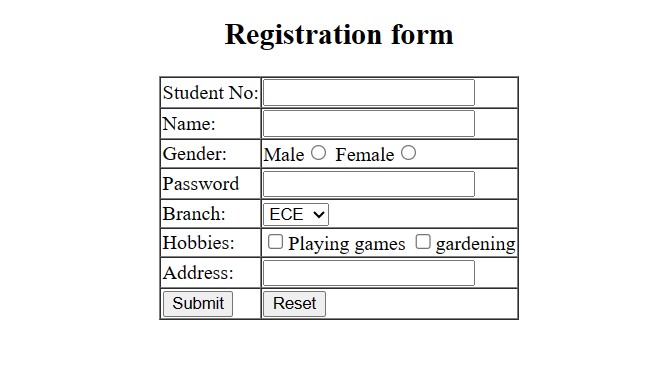 Registration form
Student No:
Name:
Gender: Male Female
Password
Branch: ECE
Hobbies: Playing games gardening
Address:
Submit Reset